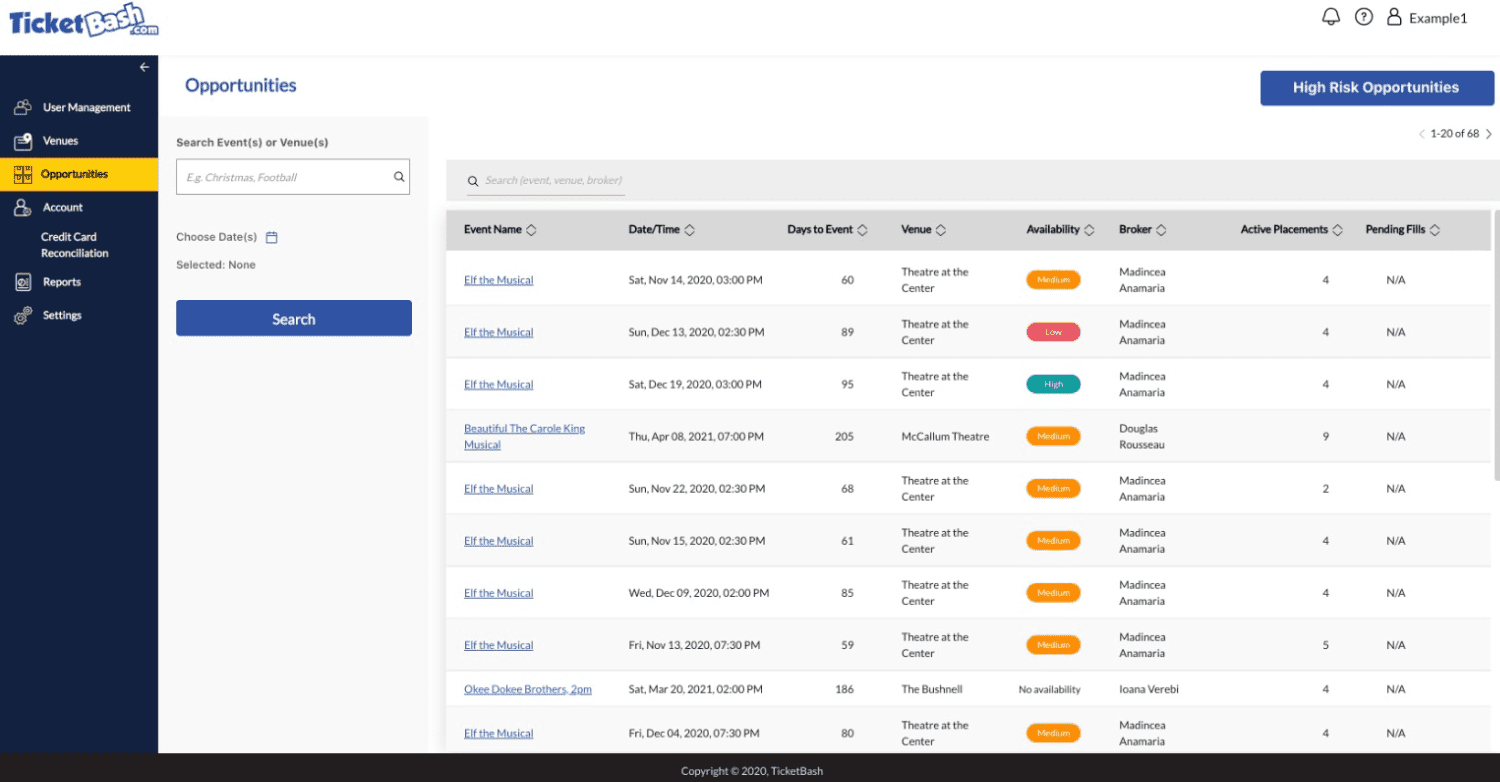 TicketBash.com
Example1
User Management
Venues
Opportunities
Account
Credit Card
Reconciliation
Reports
Settings
Opportunities
High Risk Opportunities
Search Event(s) or Venue(s)
E.g. Christmas, Football
Choose Date(s)
Selected: None
Search
1-20 of 68
Search (event, venue, broker)
Event Name Date/Time Days to Event Venue Availability Broker Active Placements Pending Fills
Elf the Musical Sat, Nov 14, 2020, 03:00 PM 60 Theatre at the Medium Madincea 4 N/A
Center Anamaria
Elf the Musical Sun, Dec 13, 2020, 02:30 PM 89 Theatre at the Low Madincea 4 N/A
Center Anamaria
Elf the Musical Sat, Dec 19, 2020, 03:00 PM 95 Theatre at the High Madincea 4 N/A
Center Anamaria
Beautiful The Carole King Thu, Apr 08, 2021, 07:00 PM 205 McCallum Theatre Medium Douglas 9 N/A
Musical Rousseau
Elf the Musical Sun, Nov 22, 2020, 02:30 PM 68 Theatre at the Medium Madincea 2 N/A
Center Anamaria
Elf the Musical Sun, Nov 15, 2020, 02:30 PM 61 Theatre at the Medium Madincea 4 N/A
Center Anamaria
Elf the Musical Wed, Dec 09, 2020, 02:00 PM 85 Theatre at the Medium Madincea 4 N/A
Center Anamaria
Elf the Musical Fri, Nov 13, 2020, 07:30 PM 59 Theatre at the Medium Madincea 5 N/A
Center Anamaria
Okee Dokee Brothers, 2pm Sat, Mar 20, 2021, 02:00 PM 186 The Bushnell No availability Ioana Verebi 4 N/A
Elf the Musical Fri, Dec 04, 2020, 07:30 PM 80 Theatre at the Medium Madincea 4 N/A
Center Anamaria
Copyright © 2020, TicketBash